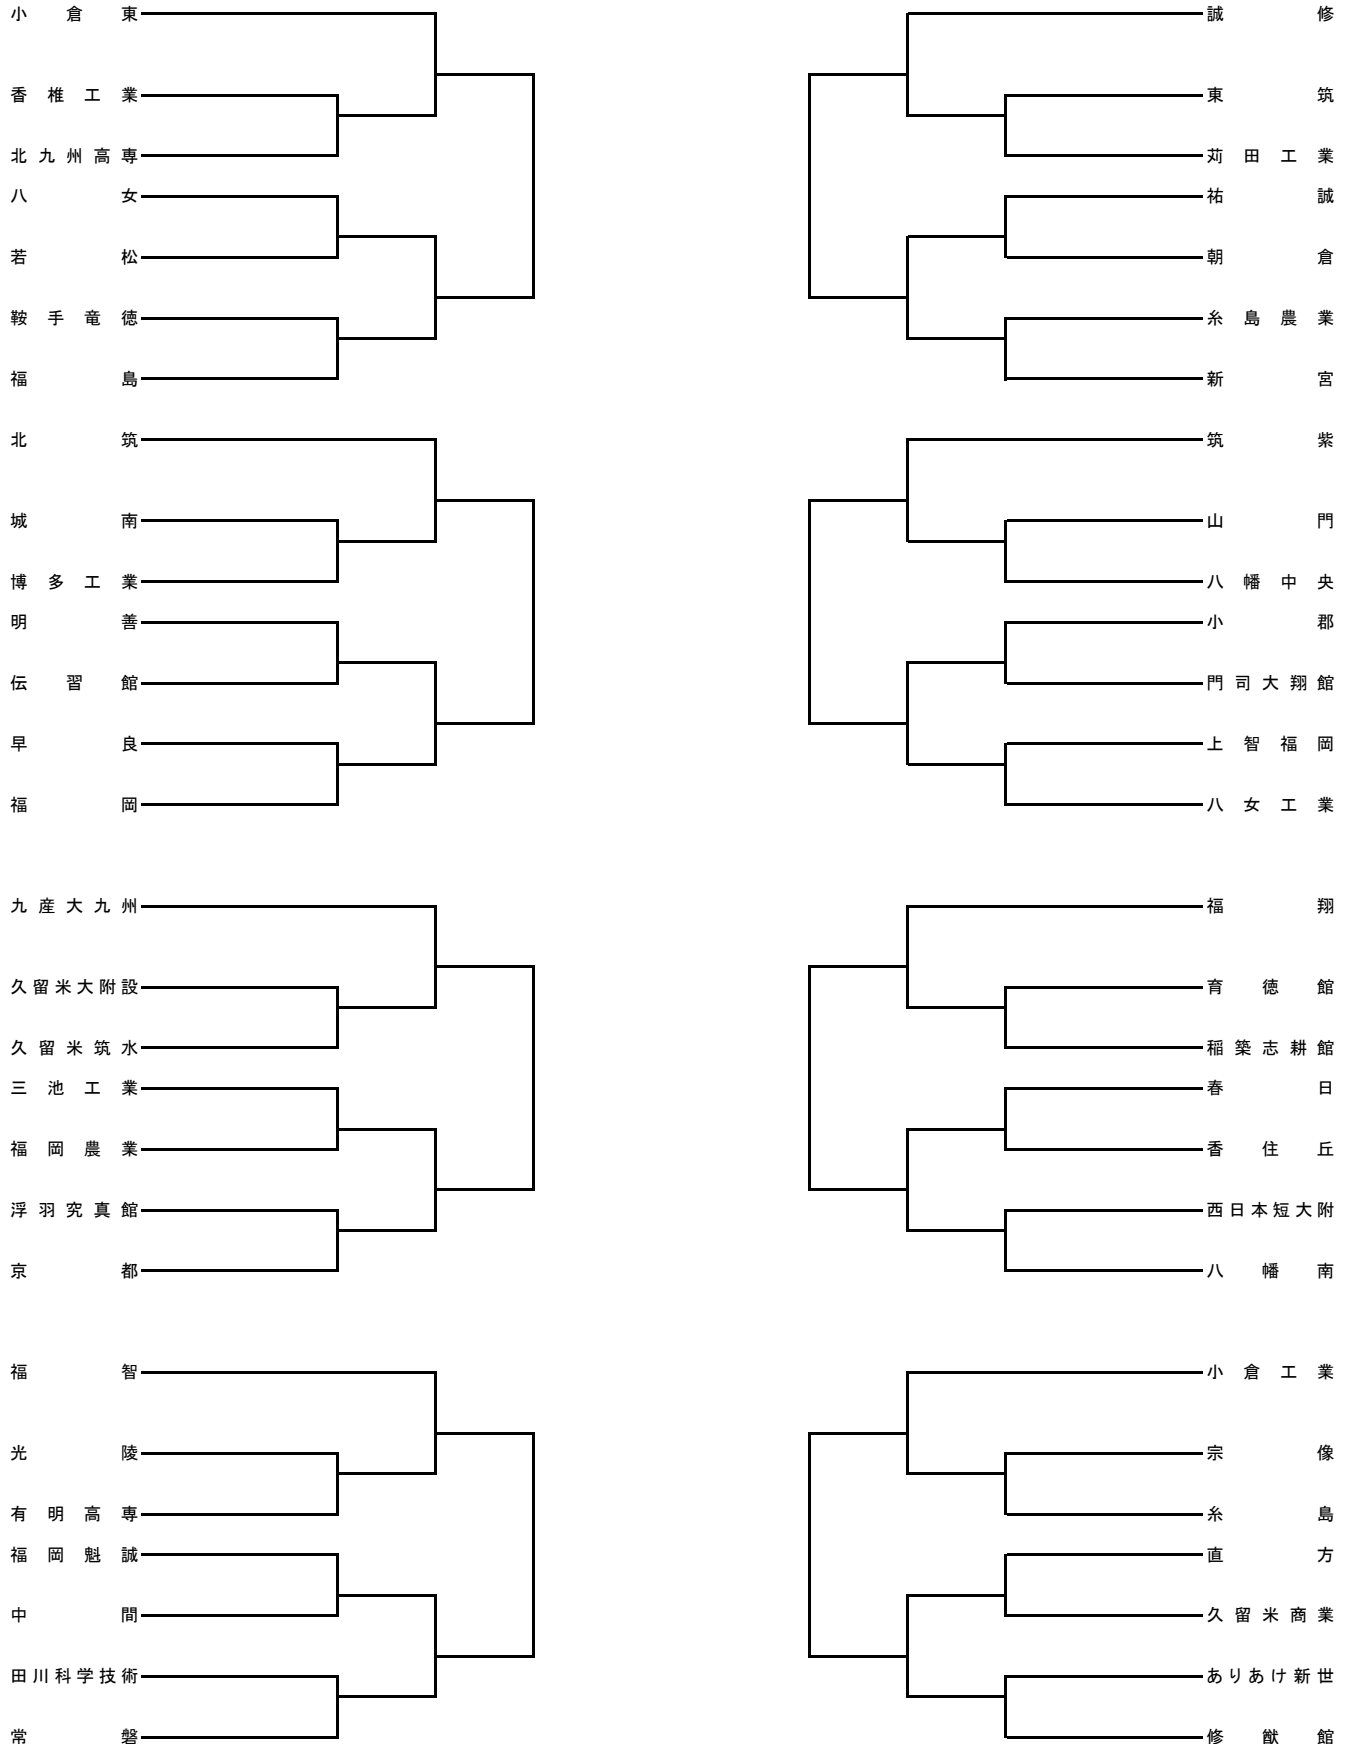 小倉東
香椎工業
北九州高専
八女
若松
鞍手竜徳
福島
北筑
城南
博多工業
明善
伝習館
早良
福岡
九産大九州
久留米大附設
久留米筑水
三池工業
福岡農業
浮羽究真館
京都
福智
光陵
有明高専
福岡魁誠
中間
田川科学技術
常磐
誠修
東筑
苅田工業
祐誠
朝倉
糸島農業
新宮
筑紫
山門
八幡中央
小郡
門司大翔館
上智福岡
八女工業
福翔
育徳館
稲築志耕館
春日
香住丘
西日本短大附
八幡南
小倉工業
宗像
糸島
直方
久留米商業
ありあけ新世
修猷館